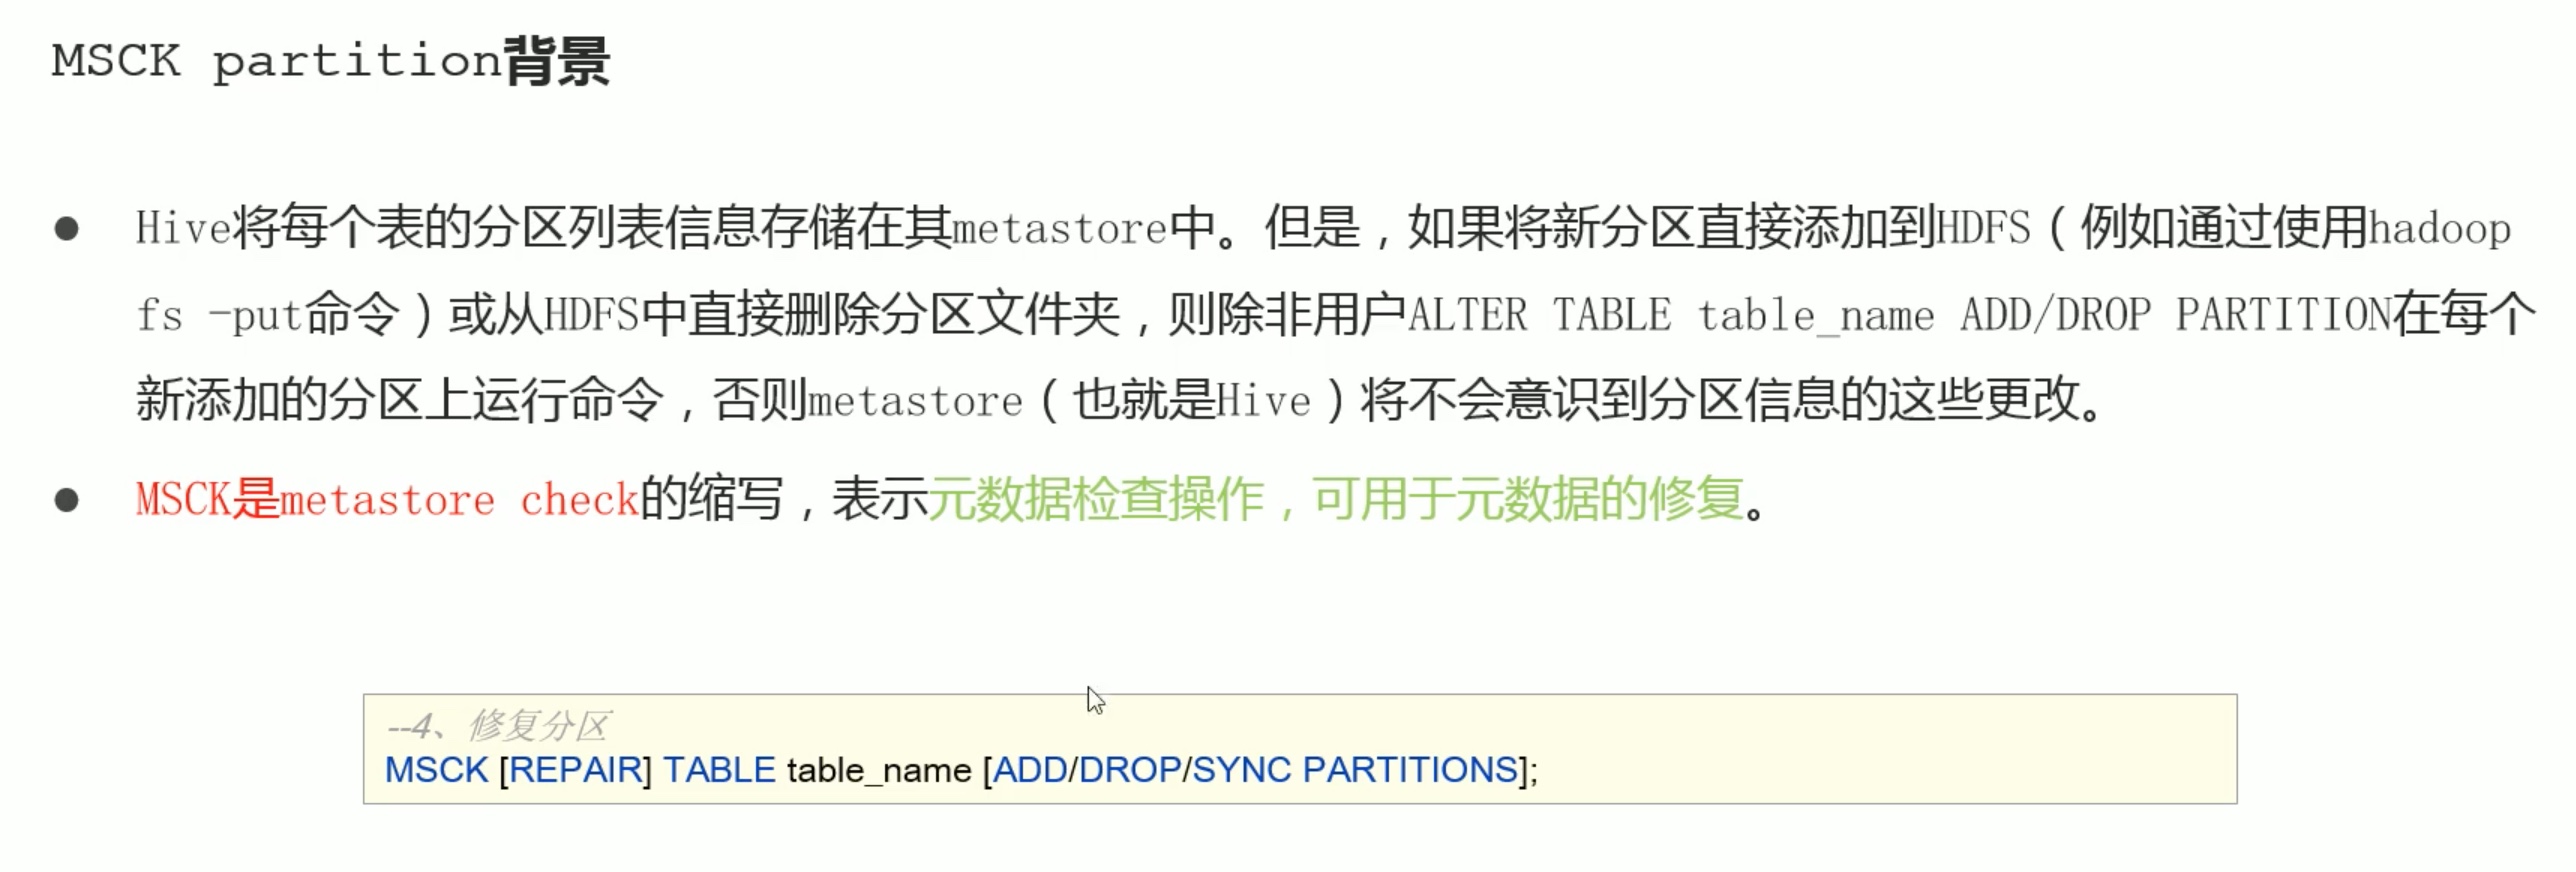 MSCK partition背景
● Hive将每个表的分区列表信息存储在其metastore中。但是，如果将新分区直接添加到HDFS（例如通过使用hadoop
fs -put命令）或从HDFS中直接删除分区文件夹，则除非用户ALTER TABLE table_name ADD/DROP PARTITION在每个
新添加的分区上运行命令，否则metastore（也就是Hive）将不会意识到分区信息的这些更改。
● MSCK是metastore check的缩写，表示元数据检查操作，可用于元数据的修复。
--4、修复分区
MSCK [REPAIR] TABLE table_name [ADD/DROP/SYNC PARTITIONS];